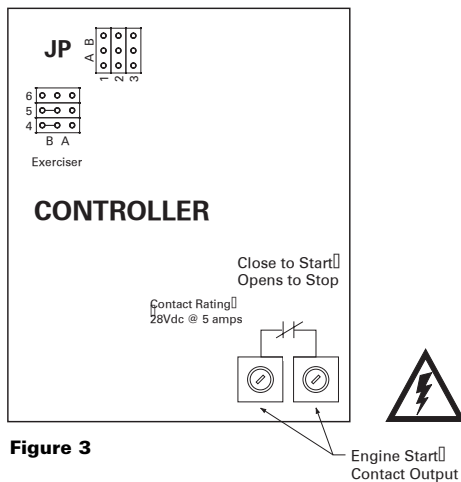 JP
A B
1 2 3
6
5
4
B A
Exerciser
CONTROLLER
Close to Start
Opens to Stop
Contact Rating
28Vdc @ 5 amps
Figure 3
Engine Start
Contact Output